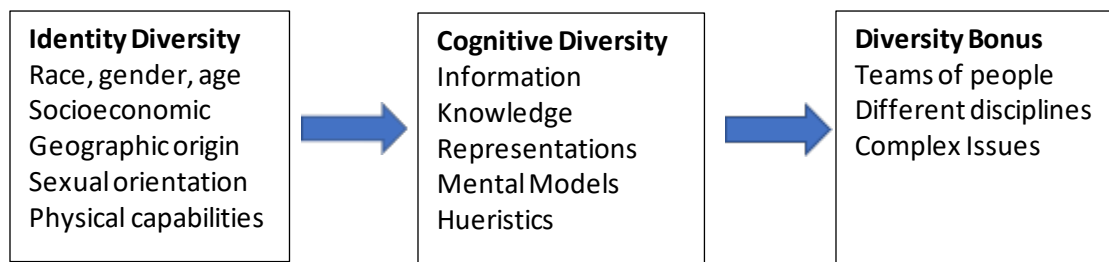 Identity Diversity
Race, gender, age
Socioeconomic
Geographic origin
Sexual orientation
Physical capabilities
Cognitive Diversity
Information
Knowledge
Representations
Mental Models
Hueristics
Diversity Bonus
Teams of people
Different disciplines
Complex Issues